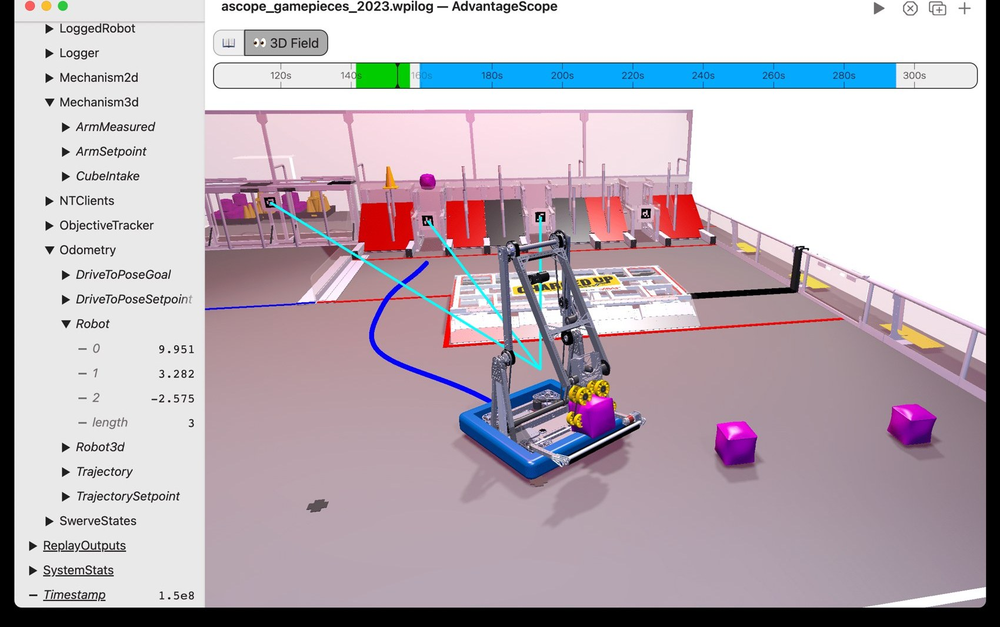 ascope_gamepieces_2023.wpilog — AdvantageScope
LoggedRobot
Logger
Mechanism2d
Mechanism3d
ArmMeasured
ArmSetpoint
CubeIntake
NTClients
ObjectiveTracker
Odometry
DriveToPoseGoal
DriveToPoseSetpoint
Robot
0 9.951
1 3.282
2 -2.575
length 3
Robot3d
Trajectory
TrajectorySetpoint
SwerveStates
ReplayOutputs
SystemStats
Timestamp 1.5e8
3D Field
120s 140s 160s 180s 200s 220s 240s 260s 280s 300s
CHARGED UP